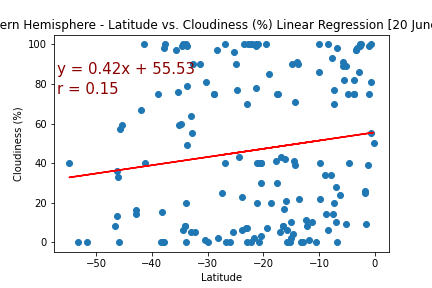 ern Hemisphere - Latitude vs. Cloudiness (%) Linear Regression [20 June
100
80
60
40
20
0
Cloudiness (%)
y = 0.42x + 55.53
r = 0.15
−50 −40 −30 −20 −10 0
Latitude